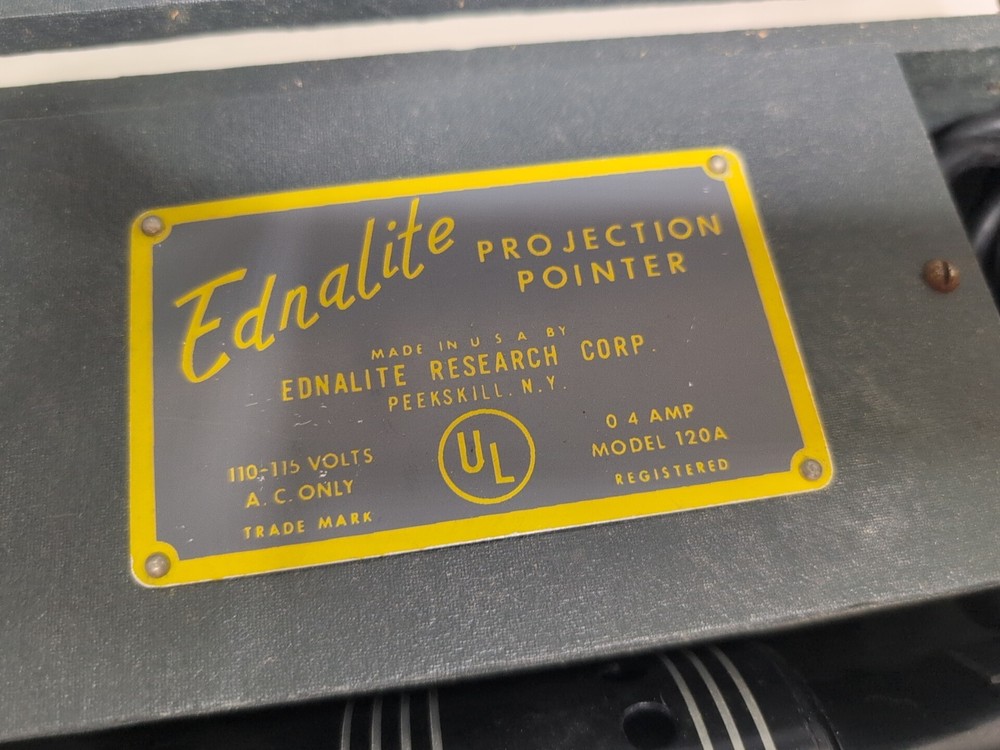 Ednalite PROJECTION
POINTER
MADE IN U S A BY
EDNALITE RESEARCH CORP.
PEEKSKILL. N.Y.
110-115 VOLTS
A. C. ONLY
TRADE MARK
UL
0 4 AMP
MODEL 120A
REGISTERED